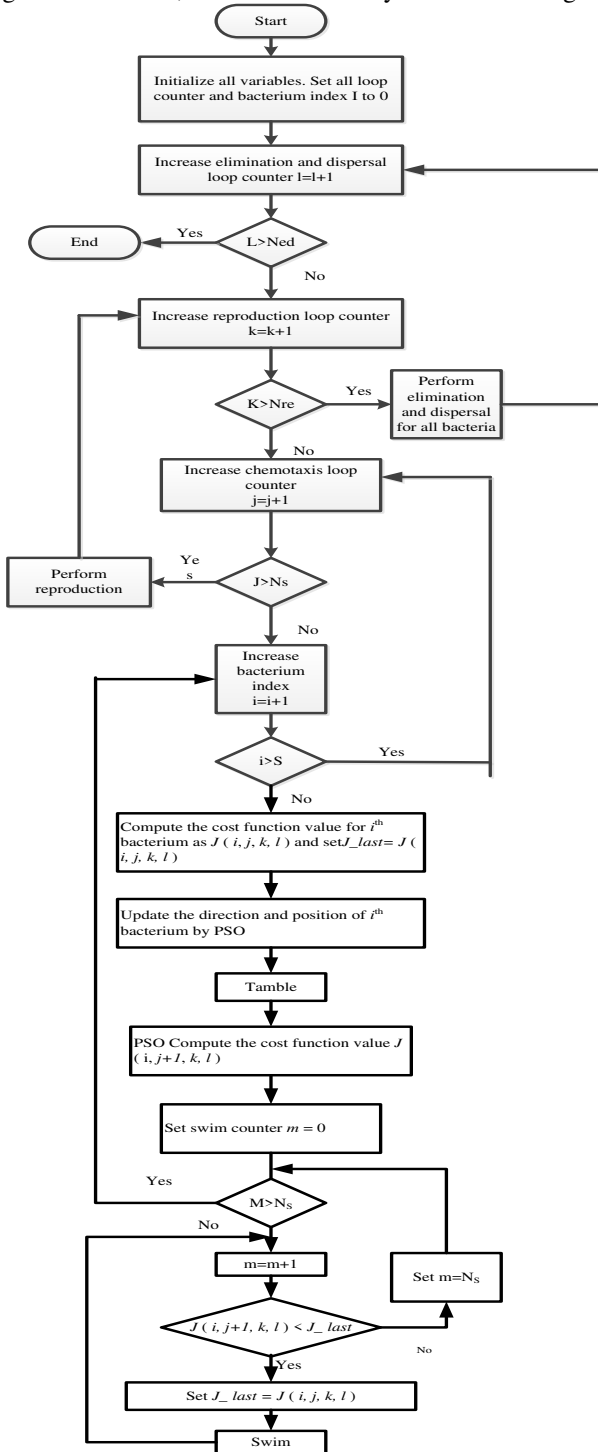 Start
Initialize all variables. Set all loop
counter and bacterium index I to 0
Increase elimination and dispersal
loop counter l=l+1
End
Yes
L>Ned
No
Increase reproduction loop counter
k=k+1
K>Nre
Yes
Perform
elimination
and dispersal
for all bacteria
No
Increase chemotaxis loop
counter
j=j+1
Perform
reproduction
Ye
s
J>Ns
No
Increase
bacterium
index
i=i+1
i>S
Yes
No
Compute the cost function value for iᵗʰ
bacterium as J ( i, j, k, l ) and setJ_last= J (
i, j, k, l )
Update the direction and position of iᵗʰ
bacterium by PSO
Tamble
PSO Compute the cost function value J
( i, j+1, k, l )
Set swim counter m = 0
Yes
M>Nₛ
No
m=m+1
Set m=Nₛ
J ( i, j+1, k, l ) < J_ last
No
Yes
Set J_ last = J ( i, j, k, l )
Swim